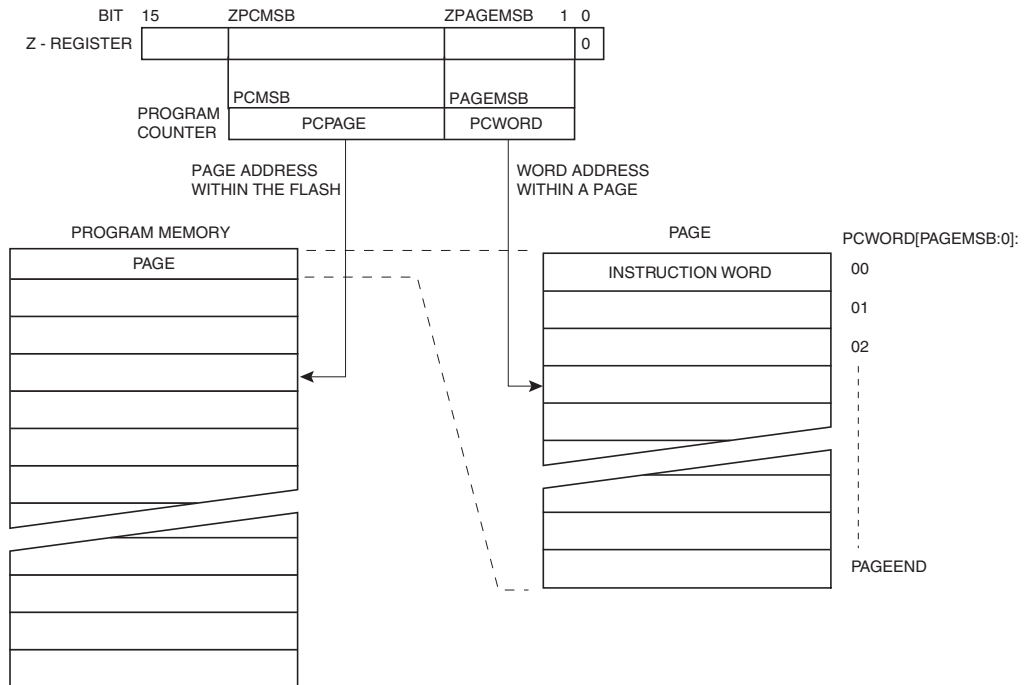 BIT 15 ZPCMSB ZPAGEMSB 1 0
Z - REGISTER 0
PCMSB PAGEMSB
PROGRAM
COUNTER
PCPAGE PCWORD
PAGE ADDRESS
WITHIN THE FLASH
WORD ADDRESS
WITHIN A PAGE
PROGRAM MEMORY
PAGE
PAGE
PCWORD[PAGEMSB:0]:
INSTRUCTION WORD
00
01
02
PAGEEND